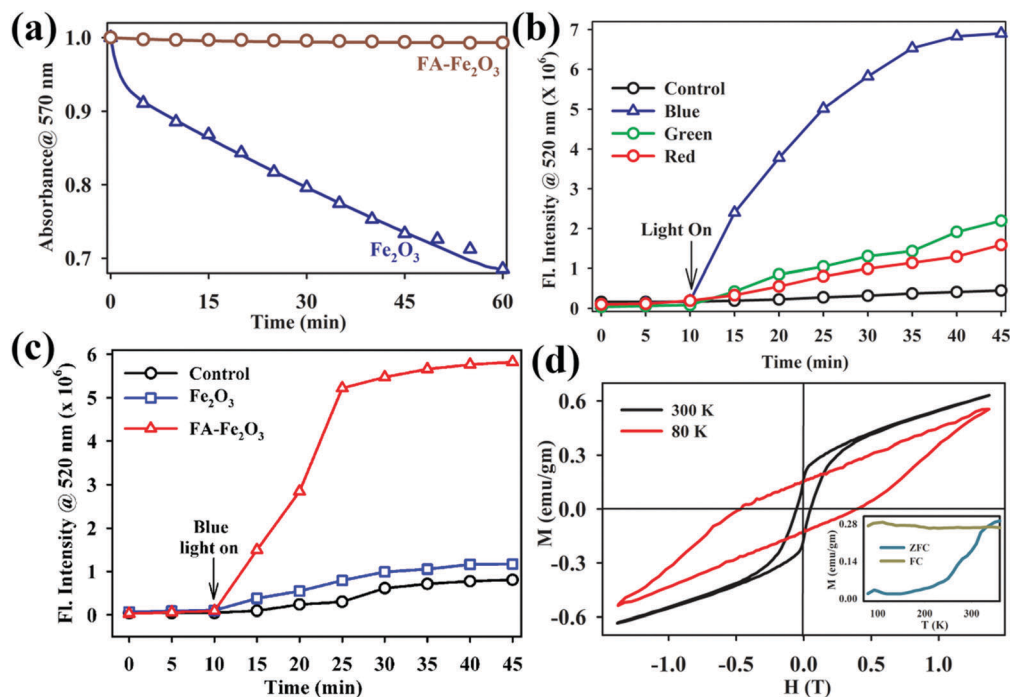 (a)
1.0
0.9
0.8
0.7
Absorbance@ 570 nm
FA-Fe₂O₃
Fe₂O₃
0 15 30 45 60
Time (min)
(b)
7
6
5
4
3
2
1
0
Fl. Intensity @ 520 nm (X 10⁶)
Control
Blue
Green
Red
Light On
0 5 10 15 20 25 30 35 40 45
Time (min)
(c)
6
5
4
3
2
1
0
Fl. Intensity @ 520 nm (x 10⁶)
Control
Fe₂O₃
FA-Fe₂O₃
Blue
light on
0 5 10 15 20 25 30 35 40 45
Time (min)
(d)
0.6
0.3
0.0
-0.3
-0.6
M (emu/gm)
300 K
80 K
0.28
0.14
0.00
M (emu/gm)
ZFC
FC
100 200 300
T (K)
-1.0 -0.5 0.0 0.5 1.0
H (T)